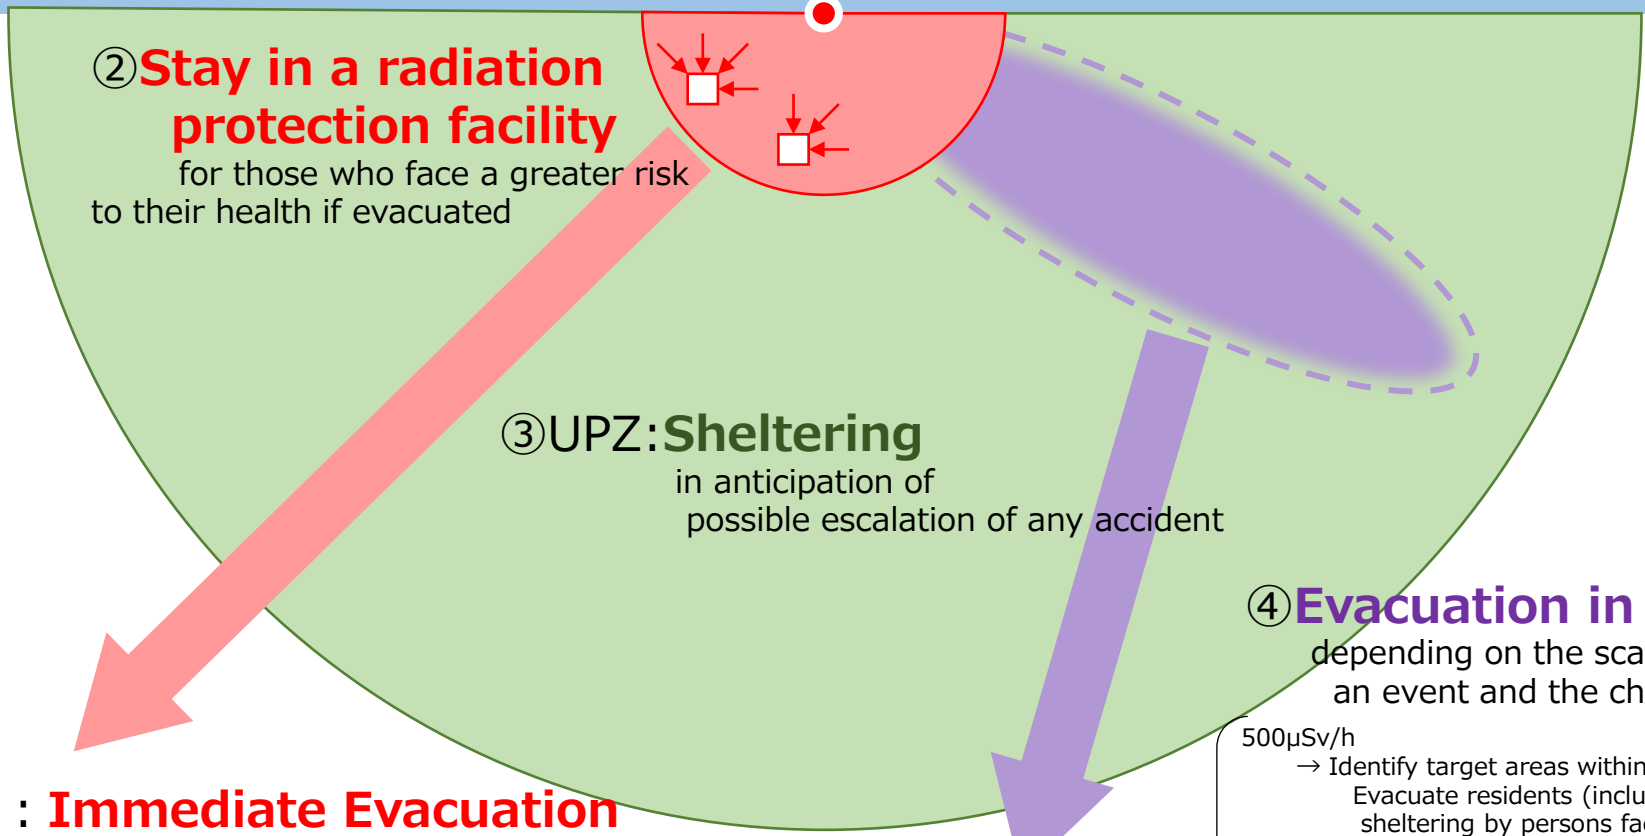 ②Stay in a radiation
protection facility
for those who face a greater risk
to their health if evacuated
③UPZ:Sheltering
in anticipation of
possible escalation of any accident
④Evacuation in
depending on the sca
an event and the ch
500μSv/h
→ Identify target areas within
Evacuate residents (inclu
sheltering by persons fac
: Immediate Evacuation